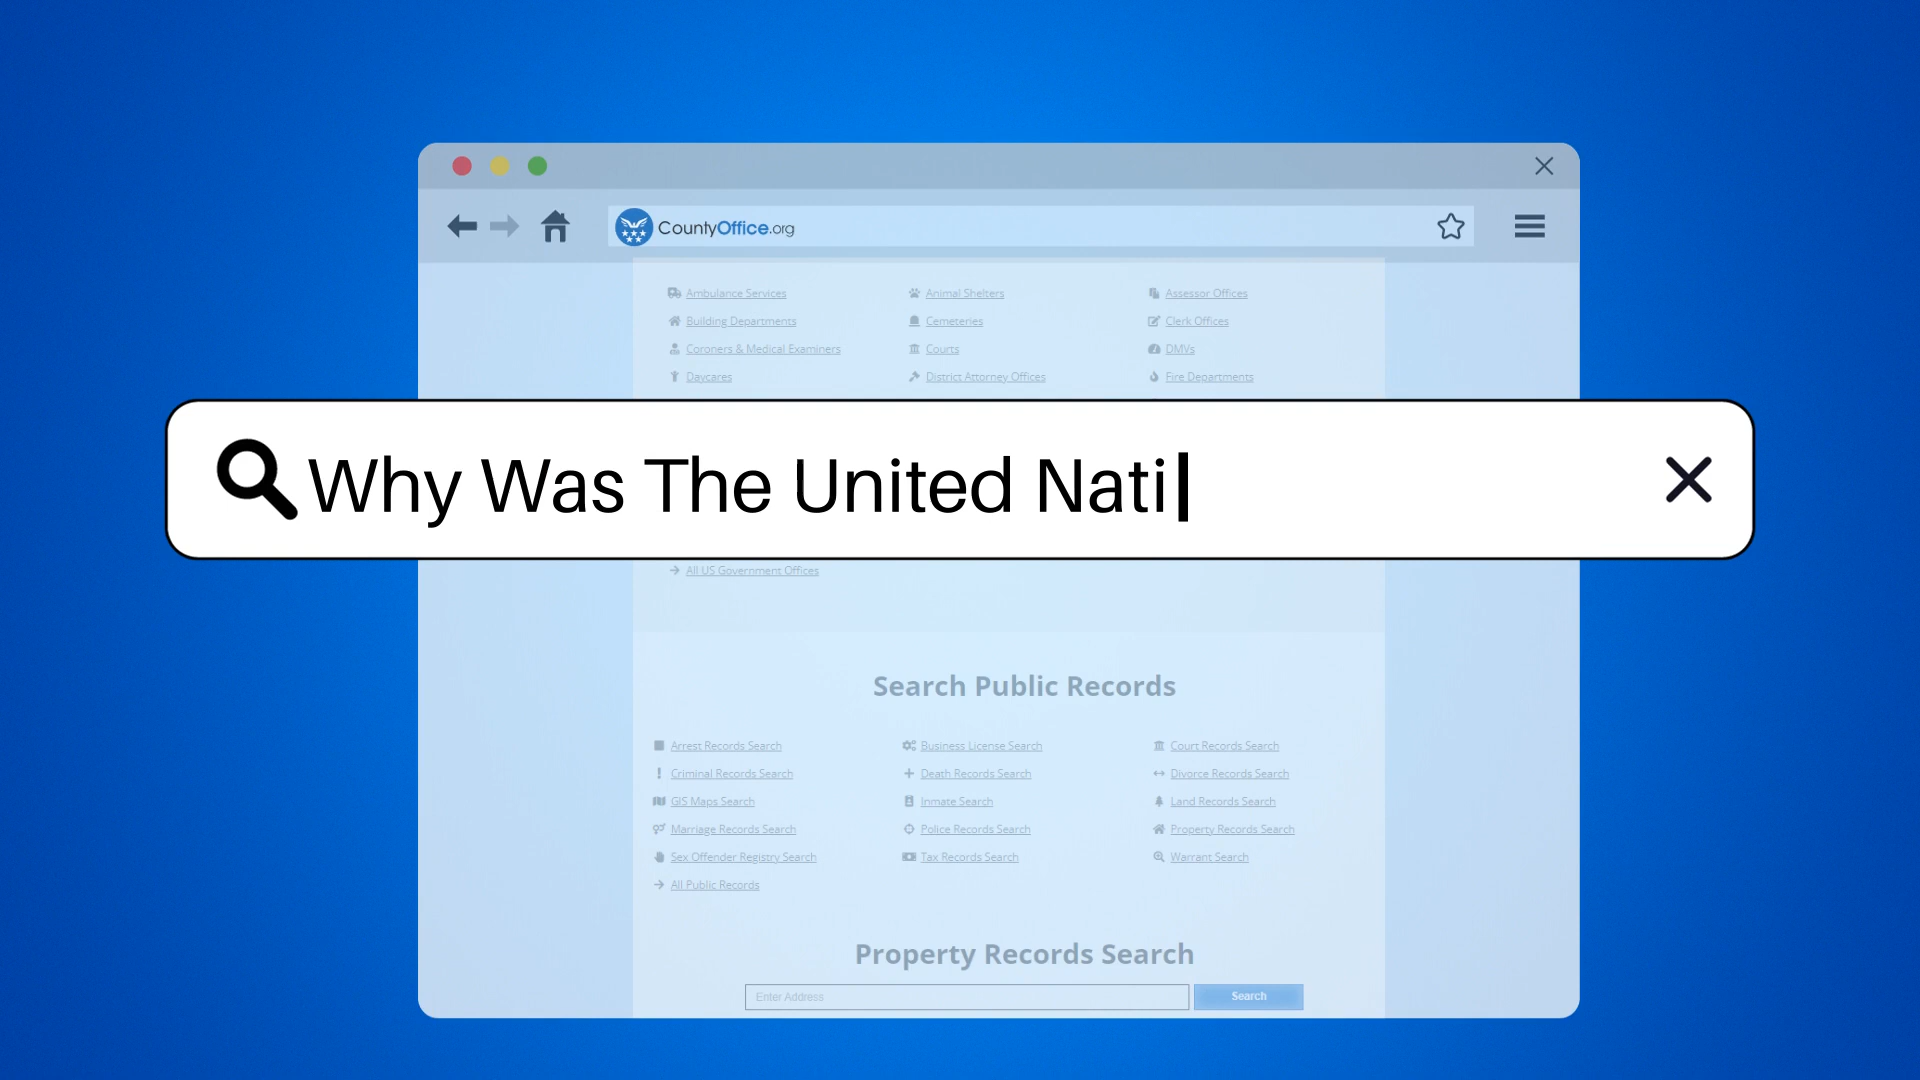 CountyOffice.org
Ambulance Services Animal Shelters Assessor Offices
Building Departments Cemeteries Clerk Offices
Coroners & Medical Examiners Courts DMVs
Daycares District Attorney Offices Fire Departments
Why Was The United Nati
All US Government Offices
Search Public Records
Arrest Records Search Business License Search Court Records Search
Criminal Records Search Death Records Search Divorce Records Search
GIS Maps Search Inmate Search Land Records Search
Marriage Records Search Police Records Search Property Records Search
Sex Offender Registry Search Tax Records Search Warrant Search
All Public Records
Property Records Search
Enter Address Search